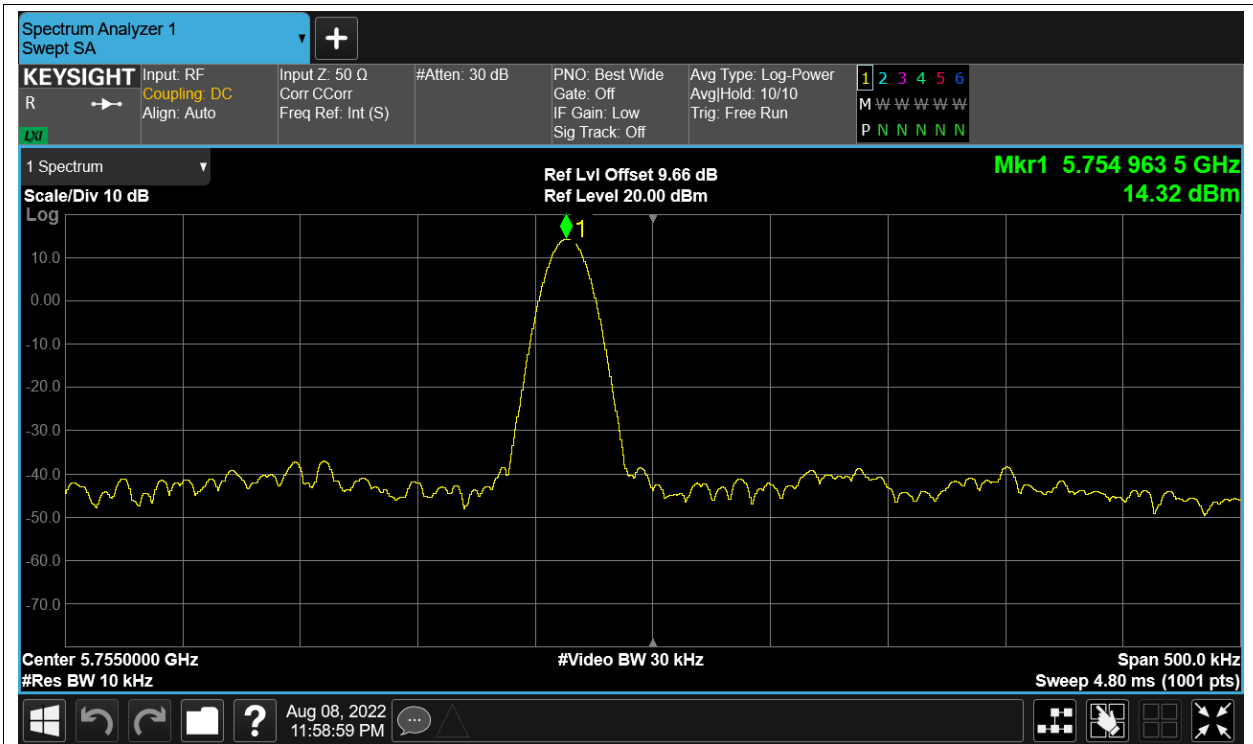 Spectrum Analyzer 1
Swept SA
KEYSIGHT
R
LXI
Input: RF
Coupling: DC
Align: Auto
Input Z: 50 Ω
Corr CCorr
Freq Ref: Int (S)
#Atten: 30 dB
PNO: Best Wide
Gate: Off
IF Gain: Low
Sig Track: Off
Avg Type: Log-Power
Avg|Hold: 10/10
Trig: Free Run
1 2 3 4 5 6
M W W W W W
P N N N N N
1 Spectrum
Scale/Div 10 dB
Log
Ref Lvl Offset 9.66 dB
Ref Level 20.00 dBm
Mkr1 5.754 963 5 GHz
14.32 dBm
1
10.0
0.00
-10.0
-20.0
-30.0
-40.0
-50.0
-60.0
-70.0
Center 5.7550000 GHz
#Res BW 10 kHz
#Video BW 30 kHz
Span 500.0 kHz
Sweep 4.80 ms (1001 pts)
?
Aug 08, 2022
11:58:59 PM